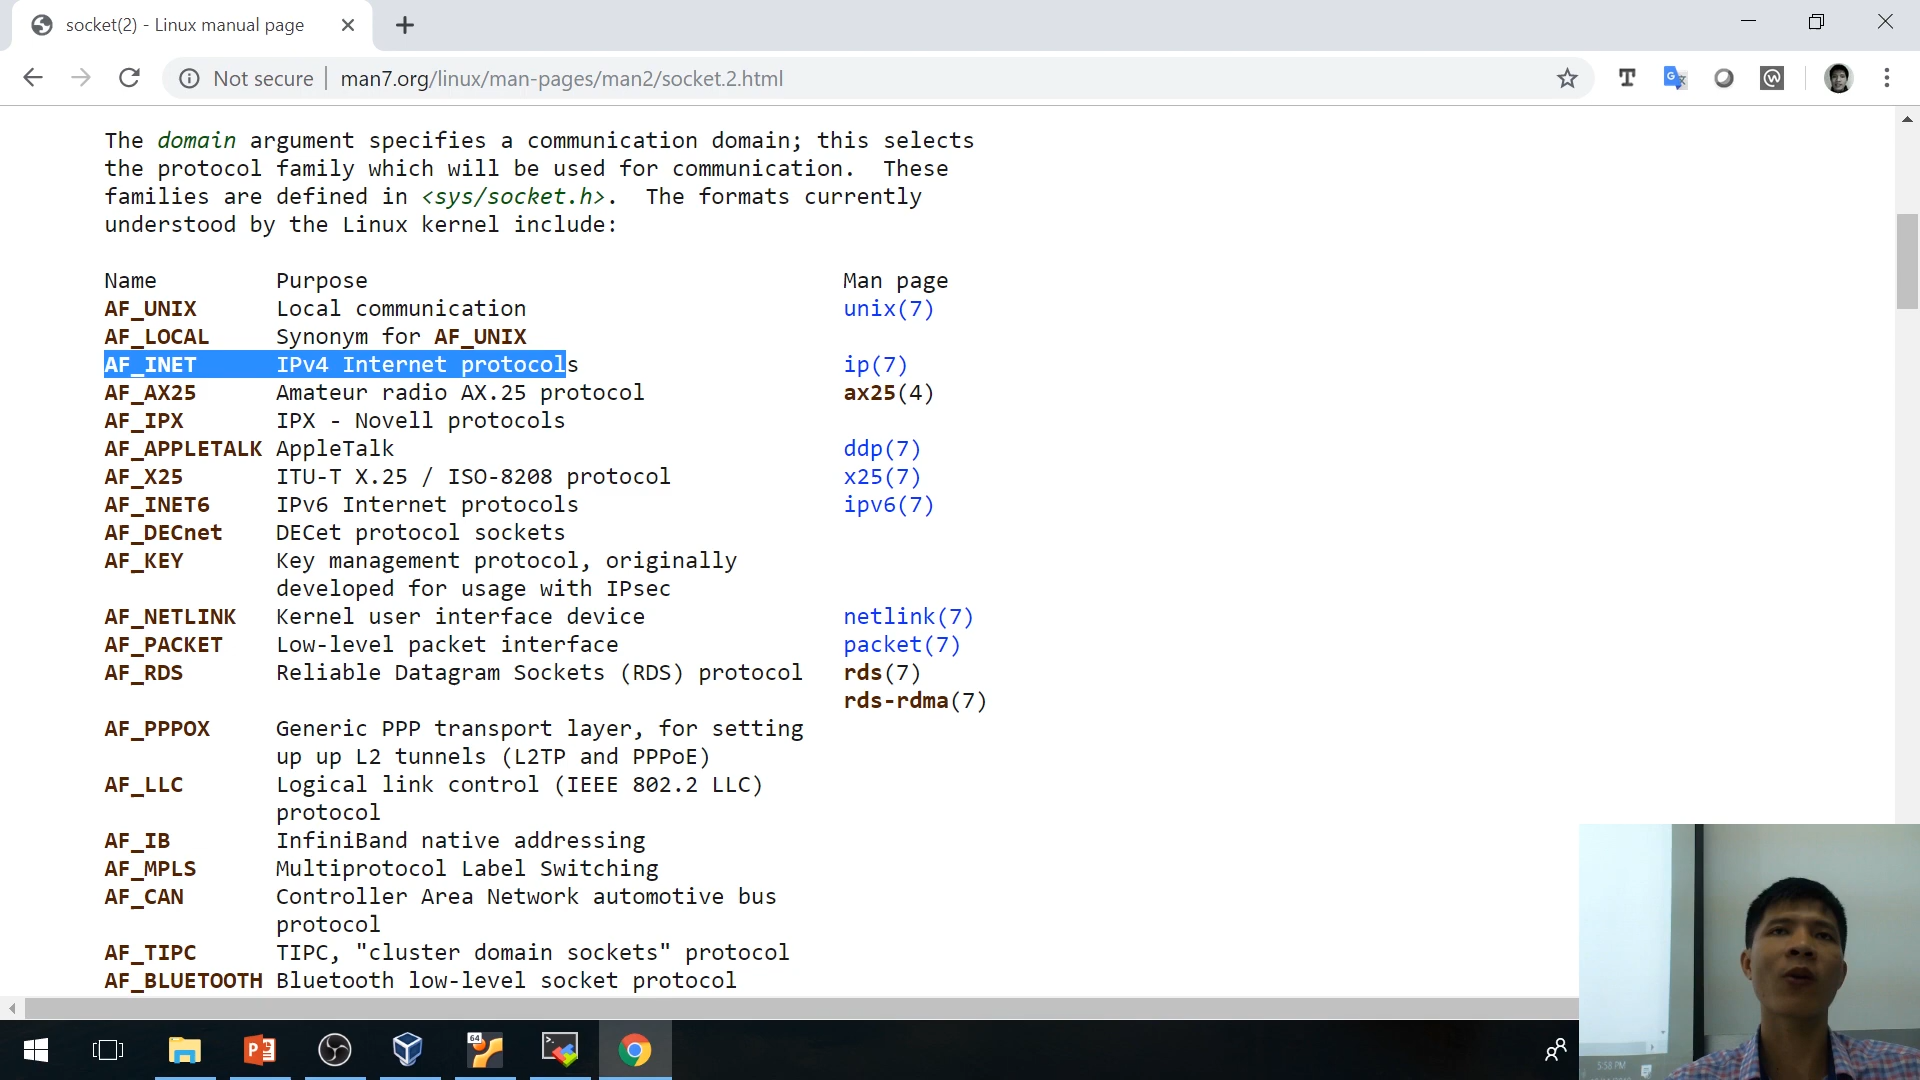 socket(2) - Linux manual page
Not secure | man7.org/linux/man-pages/man2/socket.2.html
The domain argument specifies a communication domain; this selects
the protocol family which will be used for communication.  These
families are defined in <sys/socket.h>.  The formats currently
understood by the Linux kernel include:
Name Purpose Man page
AF_UNIX Local communication unix(7)
AF_LOCAL Synonym for AF_UNIX
AF_INET IPv4 Internet protocols ip(7)
AF_AX25 Amateur radio AX.25 protocol ax25(4)
AF_IPX IPX - Novell protocols
AF_APPLETALK AppleTalk ddp(7)
AF_X25 ITU-T X.25 / ISO-8208 protocol x25(7)
AF_INET6 IPv6 Internet protocols ipv6(7)
AF_DECnet DECet protocol sockets
AF_KEY Key management protocol, originally
developed for usage with IPsec
AF_NETLINK Kernel user interface device netlink(7)
AF_PACKET Low-level packet interface packet(7)
AF_RDS Reliable Datagram Sockets (RDS) protocol rds(7)
rds-rdma(7)
AF_PPPOX Generic PPP transport layer, for setting
up up L2 tunnels (L2TP and PPPoE)
AF_LLC Logical link control (IEEE 802.2 LLC)
protocol
AF_IB InfiniBand native addressing
AF_MPLS Multiprotocol Label Switching
AF_CAN Controller Area Network automotive bus
protocol
AF_TIPC TIPC, "cluster domain sockets" protocol
AF_BLUETOOTH Bluetooth low-level socket protocol
64
5:58 PM